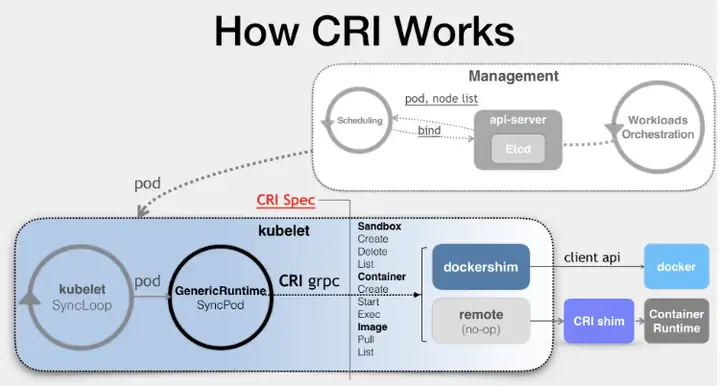 How CRI Works
Management
pod, node list
Scheduling
bind
api-server
Etcd
Workloads
Orchestration
pod
CRI Spec
kubelet
kubelet
SyncLoop
pod
GenericRuntime
SyncPod
CRI grpc
Sandbox
Create
Delete
List
Container
Create
Start
Exec
Image
Pull
List
dockershim
client api
docker
remote
(no-op)
CRI shim
Container
Runtime